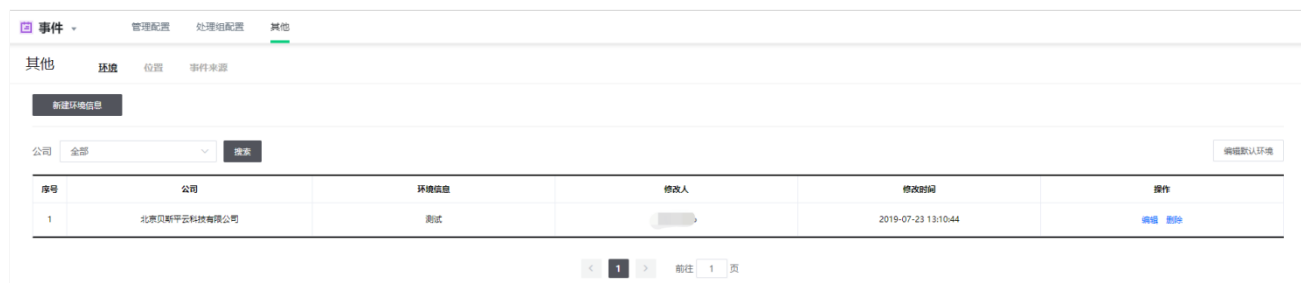 事件 管理配置 处理组配置 其他
其他 环境 位置 事件来源
新建环境信息
公司 全部 搜索 编辑默认环境
序号 公司 环境信息 修改人 修改时间 操作
1 北京贝斯平云科技有限公司 测试 2019-07-23 13:10:44 编辑 删除
< 1 > 前往 1 页